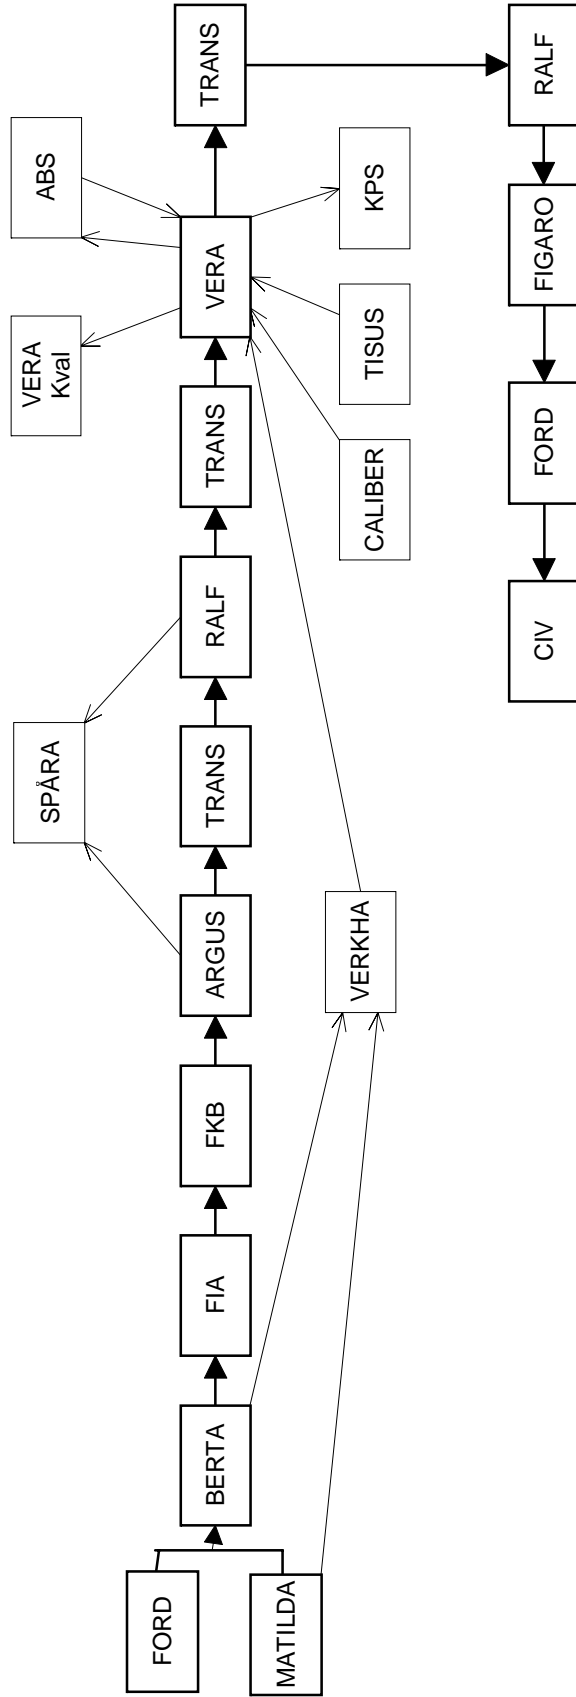 SPÅRA
VERA
Kval
ABS
FORD
BERTA
FIA
FKB
ARGUS
TRANS
RALF
TRANS
VERA
TRANS
MATILDA
VERKHA
CALIBER
TISUS
KPS
CIV
FORD
FIGARO
RALF